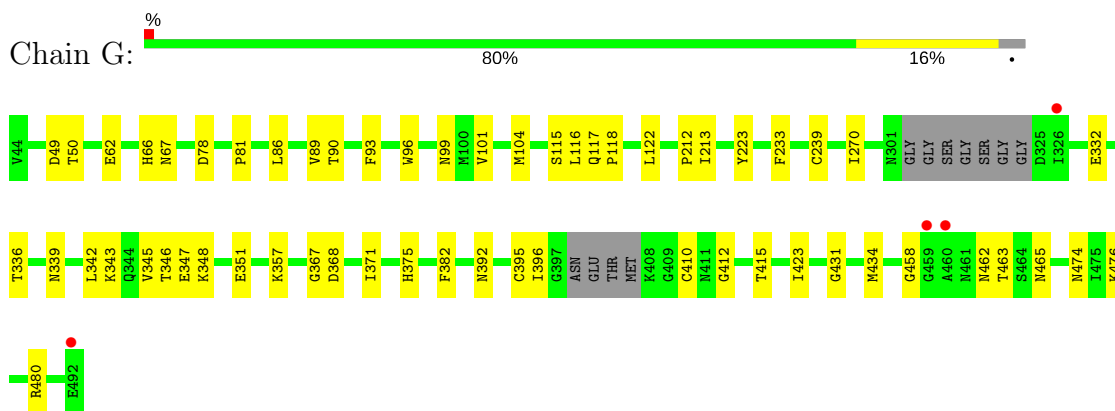 %
Chain G:
80% 16% •
V44 D49 T50 E62 H66 N67 D78 P81 L86 V89 T90 F93 W96 N99 M100 V101 M104 S115 L116 Q117 P118 L122 P212 I213 Y223 F233 C239 I270 N301 GLY GLY SER GLY SER GLY GLY D325 I326 E332
T336 N339 L342 K343 Q344 V345 T346 E347 K348 E351 K357 G367 D368 I371 H375 F382 N392 C395 I396 G397 ASN GLU THR MET K408 G409 C410 N411 G412 T415 I423 G431 M434 G458 G459 A460 N461 N462 T463 S464 N465 N474 I475 K476
R480 E492